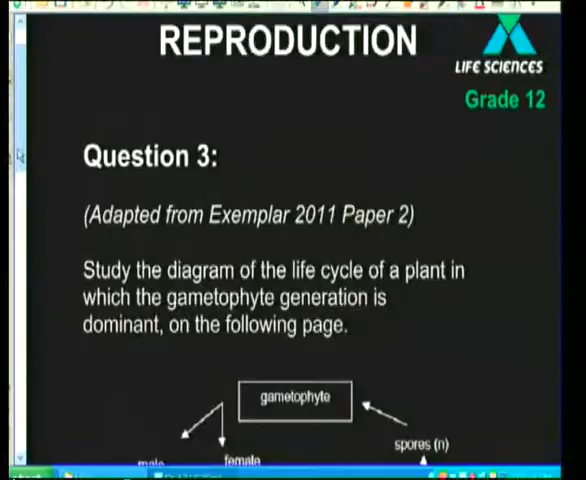 REPRODUCTION
LIFE SCIENCES
Grade 12
Question 3:
(Adapted from Exemplar 2011 Paper 2)
Study the diagram of the life cycle of a plant in
which the gametophyte generation is
dominant, on the following page.
gametophyte
spores (n)
male
female